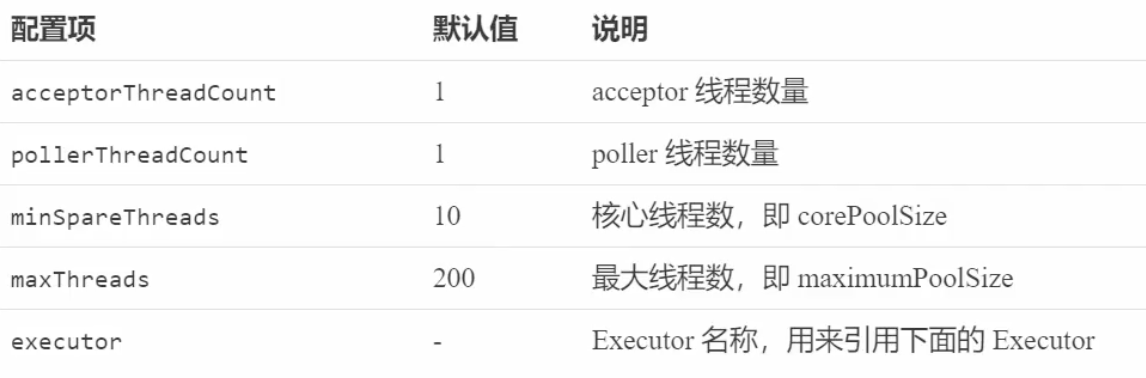 配置项 默认值 说明
acceptorThreadCount 1 acceptor 线程数量
pollerThreadCount 1 poller 线程数量
minSpareThreads 10 核心线程数，即 corePoolSize
maxThreads 200 最大线程数，即 maximumPoolSize
executor - Executor 名称，用来引用下面的 Executor